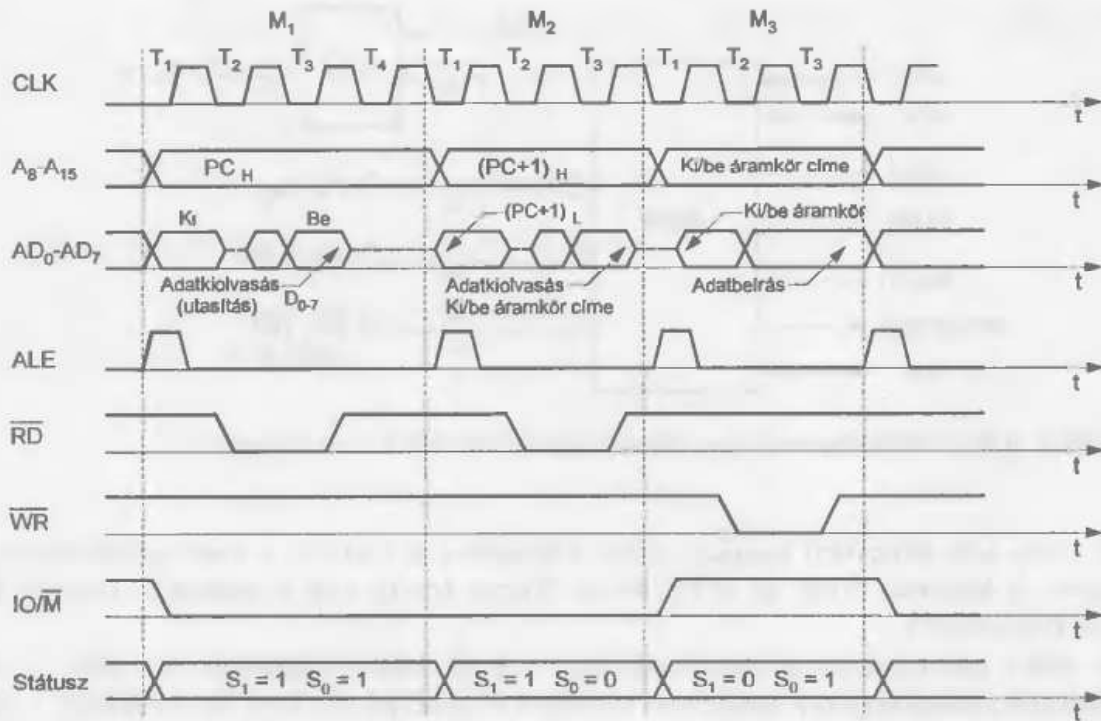 M₁ M₂ M₃
T₁ T₂ T₃ T₄ T₁ T₂ T₃ T₁ T₂ T₃
CLK
t
A₈-A₁₅ PC H (PC+1) H Ki/be áramkör címe
t
Ki Be (PC+1) L Ki/be áramkör
AD₀-AD₇
Adatkiolvasás D₀₋₇ Adatkiolvasás Adatbeírás t
(utasítás) Ki/be áramkör címe
ALE
t
R̅D̅
t
W̅R̅
t
IO/M̅
t
Státusz S₁ = 1 S₀ = 1 S₁ = 1 S₀ = 0 S₁ = 0 S₀ = 1
t